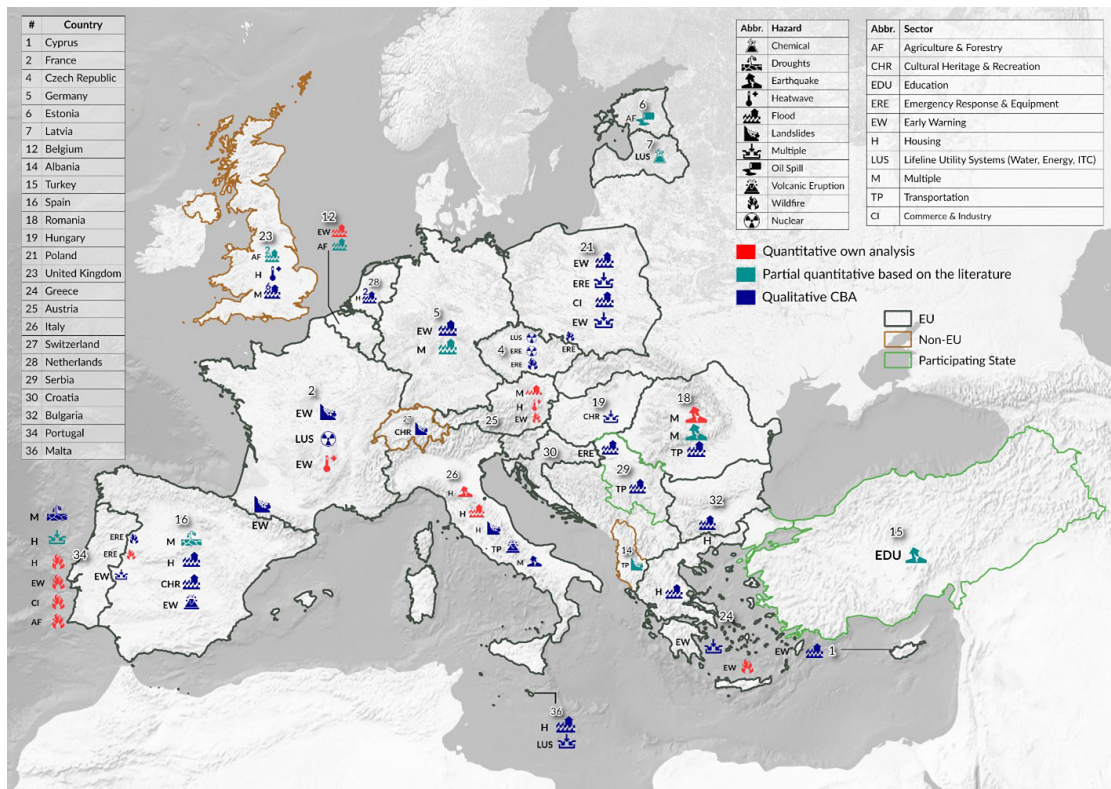 # Country
1 Cyprus
2 France
4 Czech Republic
5 Germany
6 Estonia
7 Latvia
12 Belgium
14 Albania
15 Turkey
16 Spain
18 Romania
19 Hungary
21 Poland
23 United Kingdom
24 Greece
25 Austria
26 Italy
27 Switzerland
28 Netherlands
29 Serbia
30 Croatia
32 Bulgaria
34 Portugal
36 Malta
Abbr. Hazard
Chemical
Droughts
Earthquake
Heatwave
Flood
Landslides
Multiple
Oil Spill
Volcanic Eruption
Wildfire
Nuclear
Abbr. Sector
AF Agriculture & Forestry
CHR Cultural Heritage & Recreation
EDU Education
ERE Emergency Response & Equipment
EW Early Warning
H Housing
LUS Lifeline Utility Systems (Water, Energy, ITC)
M Multiple
TP Transportation
CI Commerce & Industry
Quantitative own analysis
Partial quantitative based on the literature
Qualitative CBA
EU
Non-EU
Participating State
6
AF
7
LUS
12
EW
AF
23
2
AF
H
6
M
28
2
H
21
EW
ERE
CI
EW
5
EW
M
4
LUS
ERE
ERE
ERE
2
EW
LUS
EW
27
CHR
25
M
H
EW
19
CHR
18
M
M
TP
30
ERE
29
TP
32
H
26
H
H
H
TP
M
14
TP
15
EDU
EW
16
M
H
CHR
EW
ERE
ERE
EW
34
M
H
H
EW
CI
AF
H
24
EW
EW
EW
1
36
H
LUS